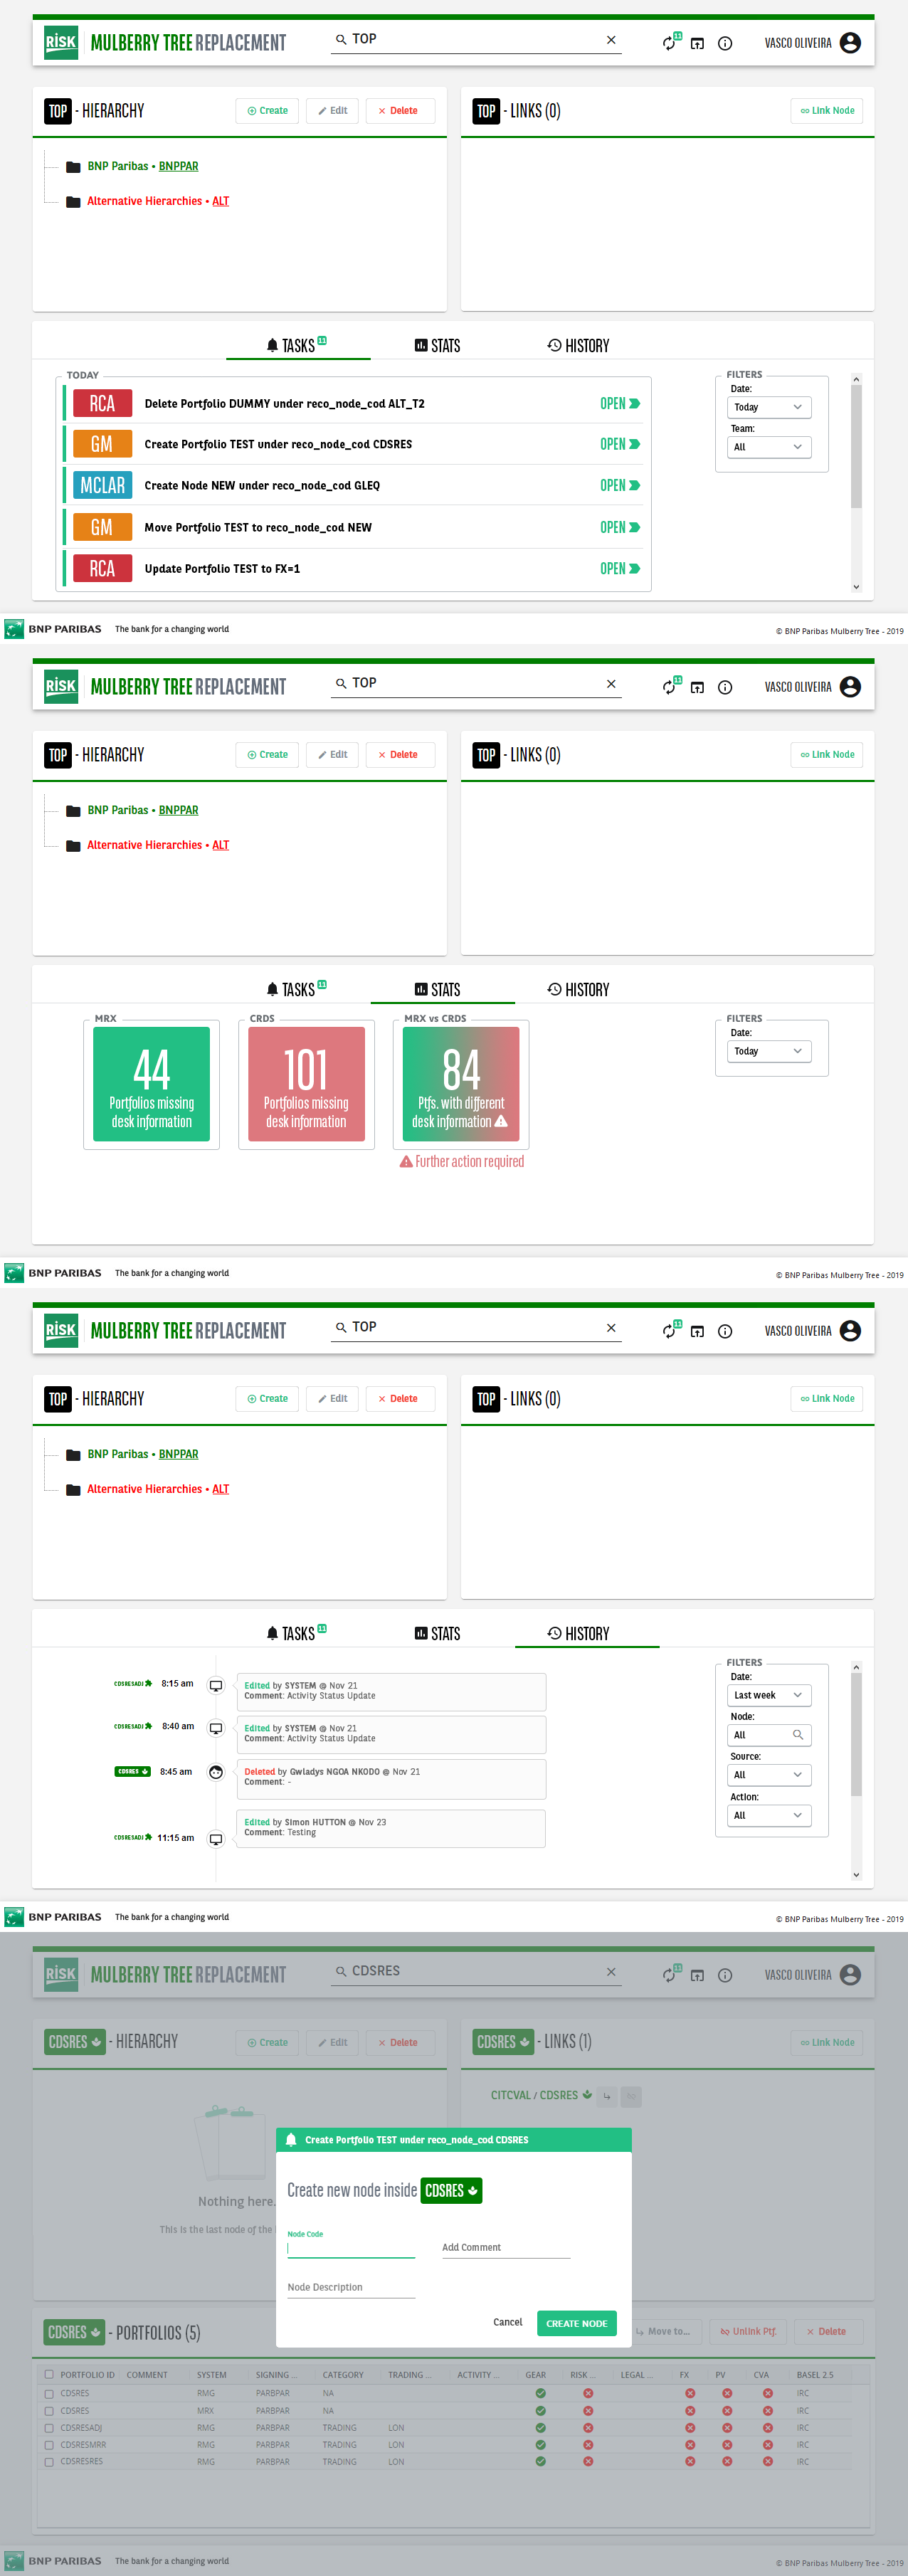 RISK MULBERRY TREE REPLACEMENT TOP 11 VASCO OLIVEIRA
TOP - HIERARCHY Create Edit Delete
TOP - LINKS (0) Link Node
BNP Paribas • BNPPAR
Alternative Hierarchies • ALT
TASKS 11 STATS HISTORY
TODAY
RCA Delete Portfolio DUMMY under reco_node_cod ALT_T2 OPEN
GM Create Portfolio TEST under reco_node_cod CDSRES OPEN
MCLAR Create Node NEW under reco_node_cod GLEQ OPEN
GM Move Portfolio TEST to reco_node_cod NEW OPEN
RCA Update Portfolio TEST to FX=1 OPEN
FILTERS
Date:
Today
Team:
All
BNP PARIBAS The bank for a changing world © BNP Paribas Mulberry Tree - 2019
RISK MULBERRY TREE REPLACEMENT TOP 11 VASCO OLIVEIRA
TOP - HIERARCHY Create Edit Delete
TOP - LINKS (0) Link Node
BNP Paribas • BNPPAR
Alternative Hierarchies • ALT
TASKS 11 STATS HISTORY
MRX
44
Portfolios missing
desk information
CRDS
101
Portfolios missing
desk information
MRX vs CRDS
84
Ptfs. with different
desk information
Further action required
FILTERS
Date:
Today
BNP PARIBAS The bank for a changing world © BNP Paribas Mulberry Tree - 2019
RISK MULBERRY TREE REPLACEMENT TOP 11 VASCO OLIVEIRA
TOP - HIERARCHY Create Edit Delete
TOP - LINKS (0) Link Node
BNP Paribas • BNPPAR
Alternative Hierarchies • ALT
TASKS 11 STATS HISTORY
CDSRESADJ 8:15 am
Edited by SYSTEM @ Nov 21
Comment: Activity Status Update
CDSRESADJ 8:40 am
Edited by SYSTEM @ Nov 21
Comment: Activity Status Update
CDSRES 8:45 am
Deleted by Gwladys NGOA NKODO @ Nov 21
Comment: -
CDSRESADJ 11:15 am
Edited by Simon HUTTON @ Nov 23
Comment: Testing
FILTERS
Date:
Last week
Node:
All
Source:
All
Action:
All
BNP PARIBAS The bank for a changing world © BNP Paribas Mulberry Tree - 2019
RISK MULBERRY TREE REPLACEMENT CDSRES 11 VASCO OLIVEIRA
CDSRES - HIERARCHY Create Edit Delete
CDSRES - LINKS (1) Link Node
CITCVAL / CDSRES
Nothing here.
This is the last node of the
Create Portfolio TEST under reco_node_cod CDSRES
Create new node inside CDSRES
Node Code
Add Comment
Node Description
Cancel CREATE NODE
CDSRES - PORTFOLIOS (5) Move to... Unlink Ptf. Delete
PORTFOLIO ID COMMENT SYSTEM SIGNING ... CATEGORY TRADING ... ACTIVITY ... GEAR RISK ... LEGAL ... FX PV CVA BASEL 2.5
CDSRES RMG PARBPAR NA IRC
CDSRES MRX PARBPAR NA IRC
CDSRESADJ RMG PARBPAR TRADING LON IRC
CDSRESMRR RMG PARBPAR TRADING LON IRC
CDSRESRES RMG PARBPAR TRADING LON IRC
BNP PARIBAS The bank for a changing world © BNP Paribas Mulberry Tree - 2019